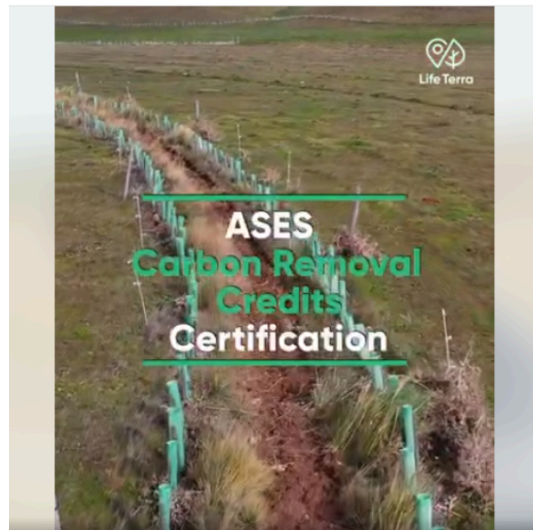 Life Terra
ASES
Carbon Removal
Credits
Certification